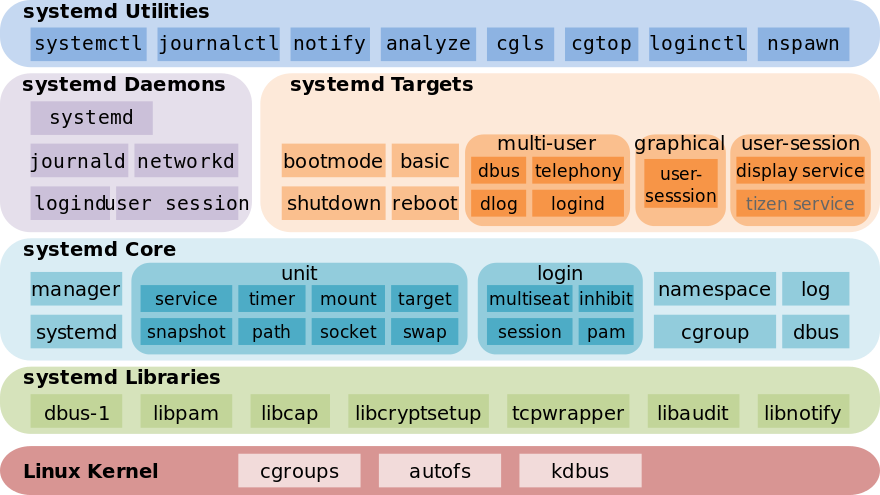 systemd Utilities
systemctl journalctl notify analyze cgls cgtop loginctl nspawn
systemd Daemons
systemd
journald networkd
logind user session
systemd Targets
bootmode basic
shutdown reboot
multi-user
dbus telephony
dlog logind
graphical
user-
sesssion
user-session
display service
tizen service
systemd Core
manager
systemd
unit
service timer mount target
snapshot path socket swap
login
multiseat inhibit
session pam
namespace log
cgroup dbus
systemd Libraries
dbus-1 libpam libcap libcryptsetup tcpwrapper libaudit libnotify
Linux Kernel cgroups autofs kdbus